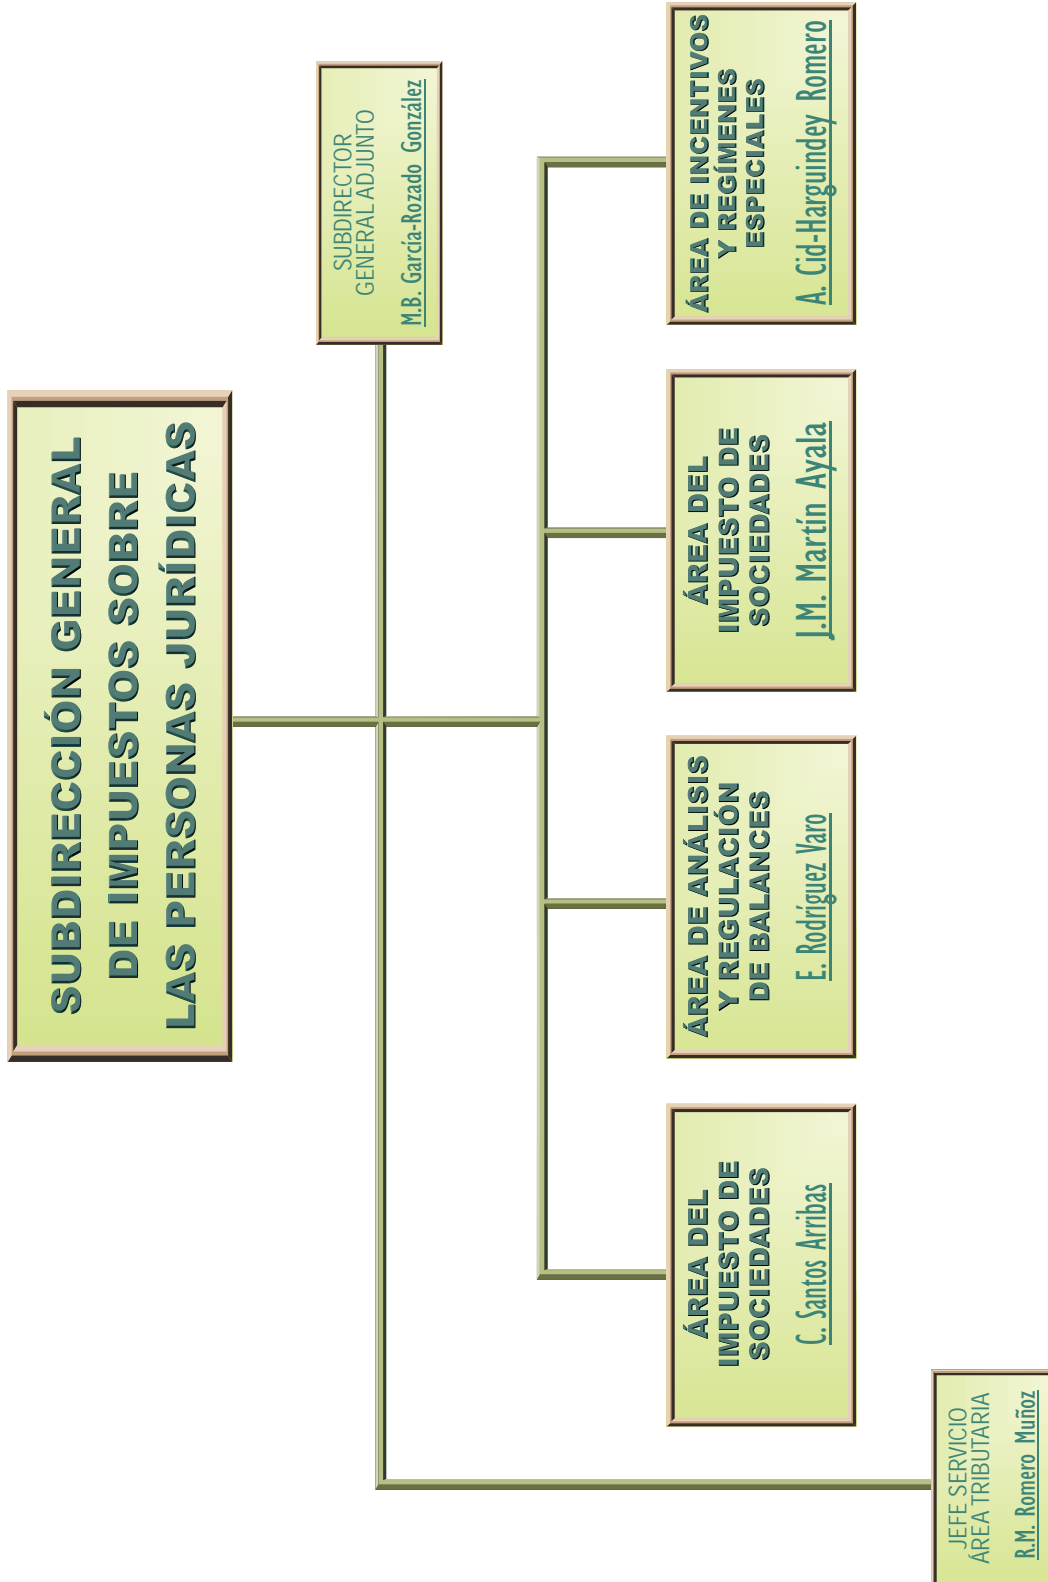 SUBDIRECCIÓN GENERAL
DE IMPUESTOS SOBRE
LAS PERSONAS JURÍDICAS
SUBDIRECTOR
GENERAL ADJUNTO
M.B. García-Rozado González
ÁREA DEL
IMPUESTO DE
SOCIEDADES
C. Santos Arribas
ÁREA DE ANÁLISIS
Y REGULACIÓN
DE BALANCES
E. Rodríguez Varo
ÁREA DEL
IMPUESTO DE
SOCIEDADES
J.M. Martín Ayala
ÁREA DE INCENTIVOS
Y REGÍMENES
ESPECIALES
A. Cid-Harguindey Romero
JEFE SERVICIO
ÁREA TRIBUTARIA
R.M. Romero Muñoz